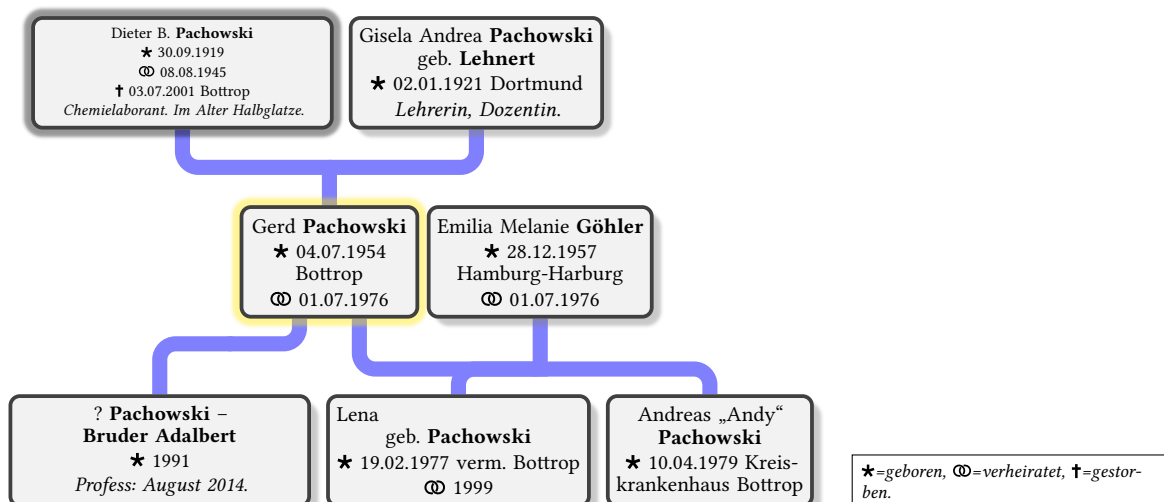 Dieter B. Pachowski
★ 30.09.1919
⚭ 08.08.1945
✝ 03.07.2001 Bottrop
Chemielaborant. Im Alter Halbglatze.
Gisela Andrea Pachowski
geb. Lehnert
★ 02.01.1921 Dortmund
Lehrerin, Dozentin.
Gerd Pachowski
★ 04.07.1954
Bottrop
⚭ 01.07.1976
Emilia Melanie Göhler
★ 28.12.1957
Hamburg-Harburg
⚭ 01.07.1976
? Pachowski –
Bruder Adalbert
★ 1991
Profess: August 2014.
Lena
geb. Pachowski
★ 19.02.1977 verm. Bottrop
⚭ 1999
Andreas „Andy“
Pachowski
★ 10.04.1979 Kreis-
krankenhaus Bottrop
★=geboren, ⚭=verheiratet, ✝=gestor-
ben.